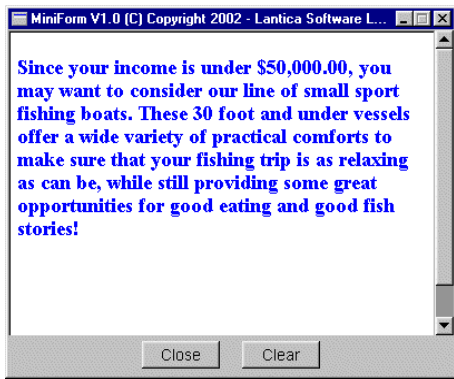 MiniForm V1.0 (C) Copyright 2002 - Lantica Software L...
Since your income is under $50,000.00, you
may want to consider our line of small sport
fishing boats. These 30 foot and under vessels
offer a wide variety of practical comforts to
make sure that your fishing trip is as relaxing
as can be, while still providing some great
opportunities for good eating and good fish
stories!
Close Clear